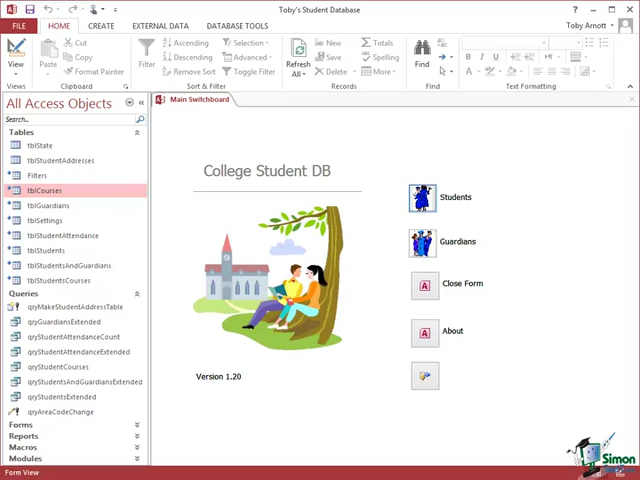 Toby's Student Database
FILE HOME CREATE EXTERNAL DATA DATABASE TOOLS Toby Arnott
View
Views
Paste
Cut
Copy
Format Painter
Clipboard
Filter
Ascending
Descending
Remove Sort
Selection
Advanced
Toggle Filter
Sort & Filter
Refresh
All
New
Save
Delete
Totals
Spelling
More
Records
Find
Find
B I U
Text Formatting
All Access Objects
Search...
Tables
tblState
tblStudentAddresses
Filters
tblCourses
tblGuardians
tblSettings
tblStudentAttendance
tblStudents
tblStudentsAndGuardians
tblStudentsCourses
Queries
qryMakeStudentAddressTable
qryGuardiansExtended
qryStudentAttendanceCount
qryStudentAttendanceExtended
qryStudentCourses
qryStudentsAndGuardiansExtended
qryStudentsExtended
qryAreaCodeChange
Forms
Reports
Macros
Modules
Main Switchboard
College Student DB
Version 1.20
Students
Guardians
Close Form
About
Form View
Simon